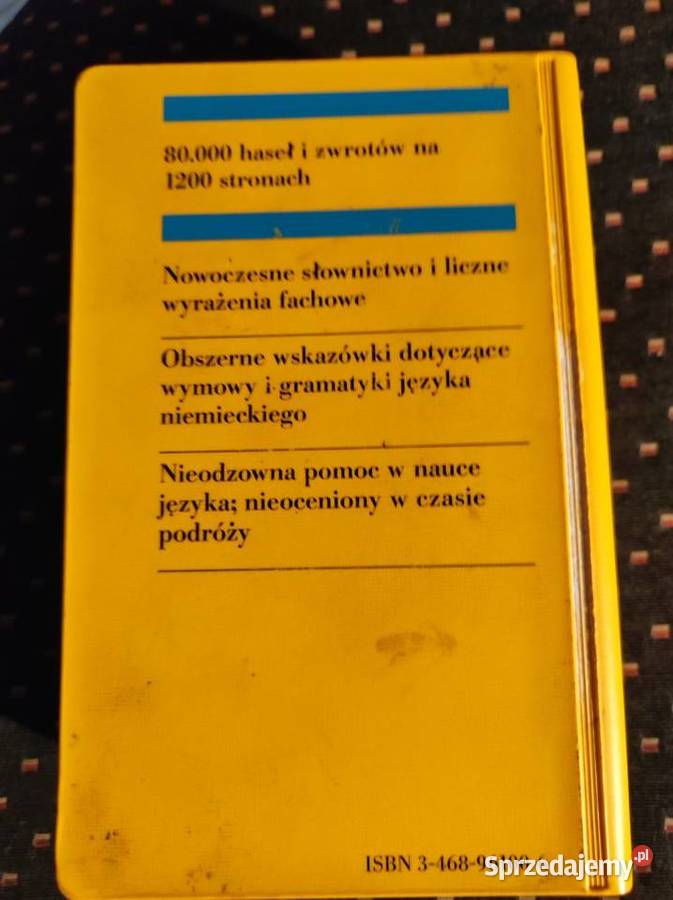 80.000 haseł i zwrotów na
1200 stronach
Nowoczesne słownictwo i liczne
wyrażenia fachowe
Obszerne wskazówki dotyczące
wymowy i gramatyki języka
niemieckiego
Nieodzowna pomoc w nauce
języka; nieoceniony w czasie
podróży
ISBN
Sprzedajemy.pl